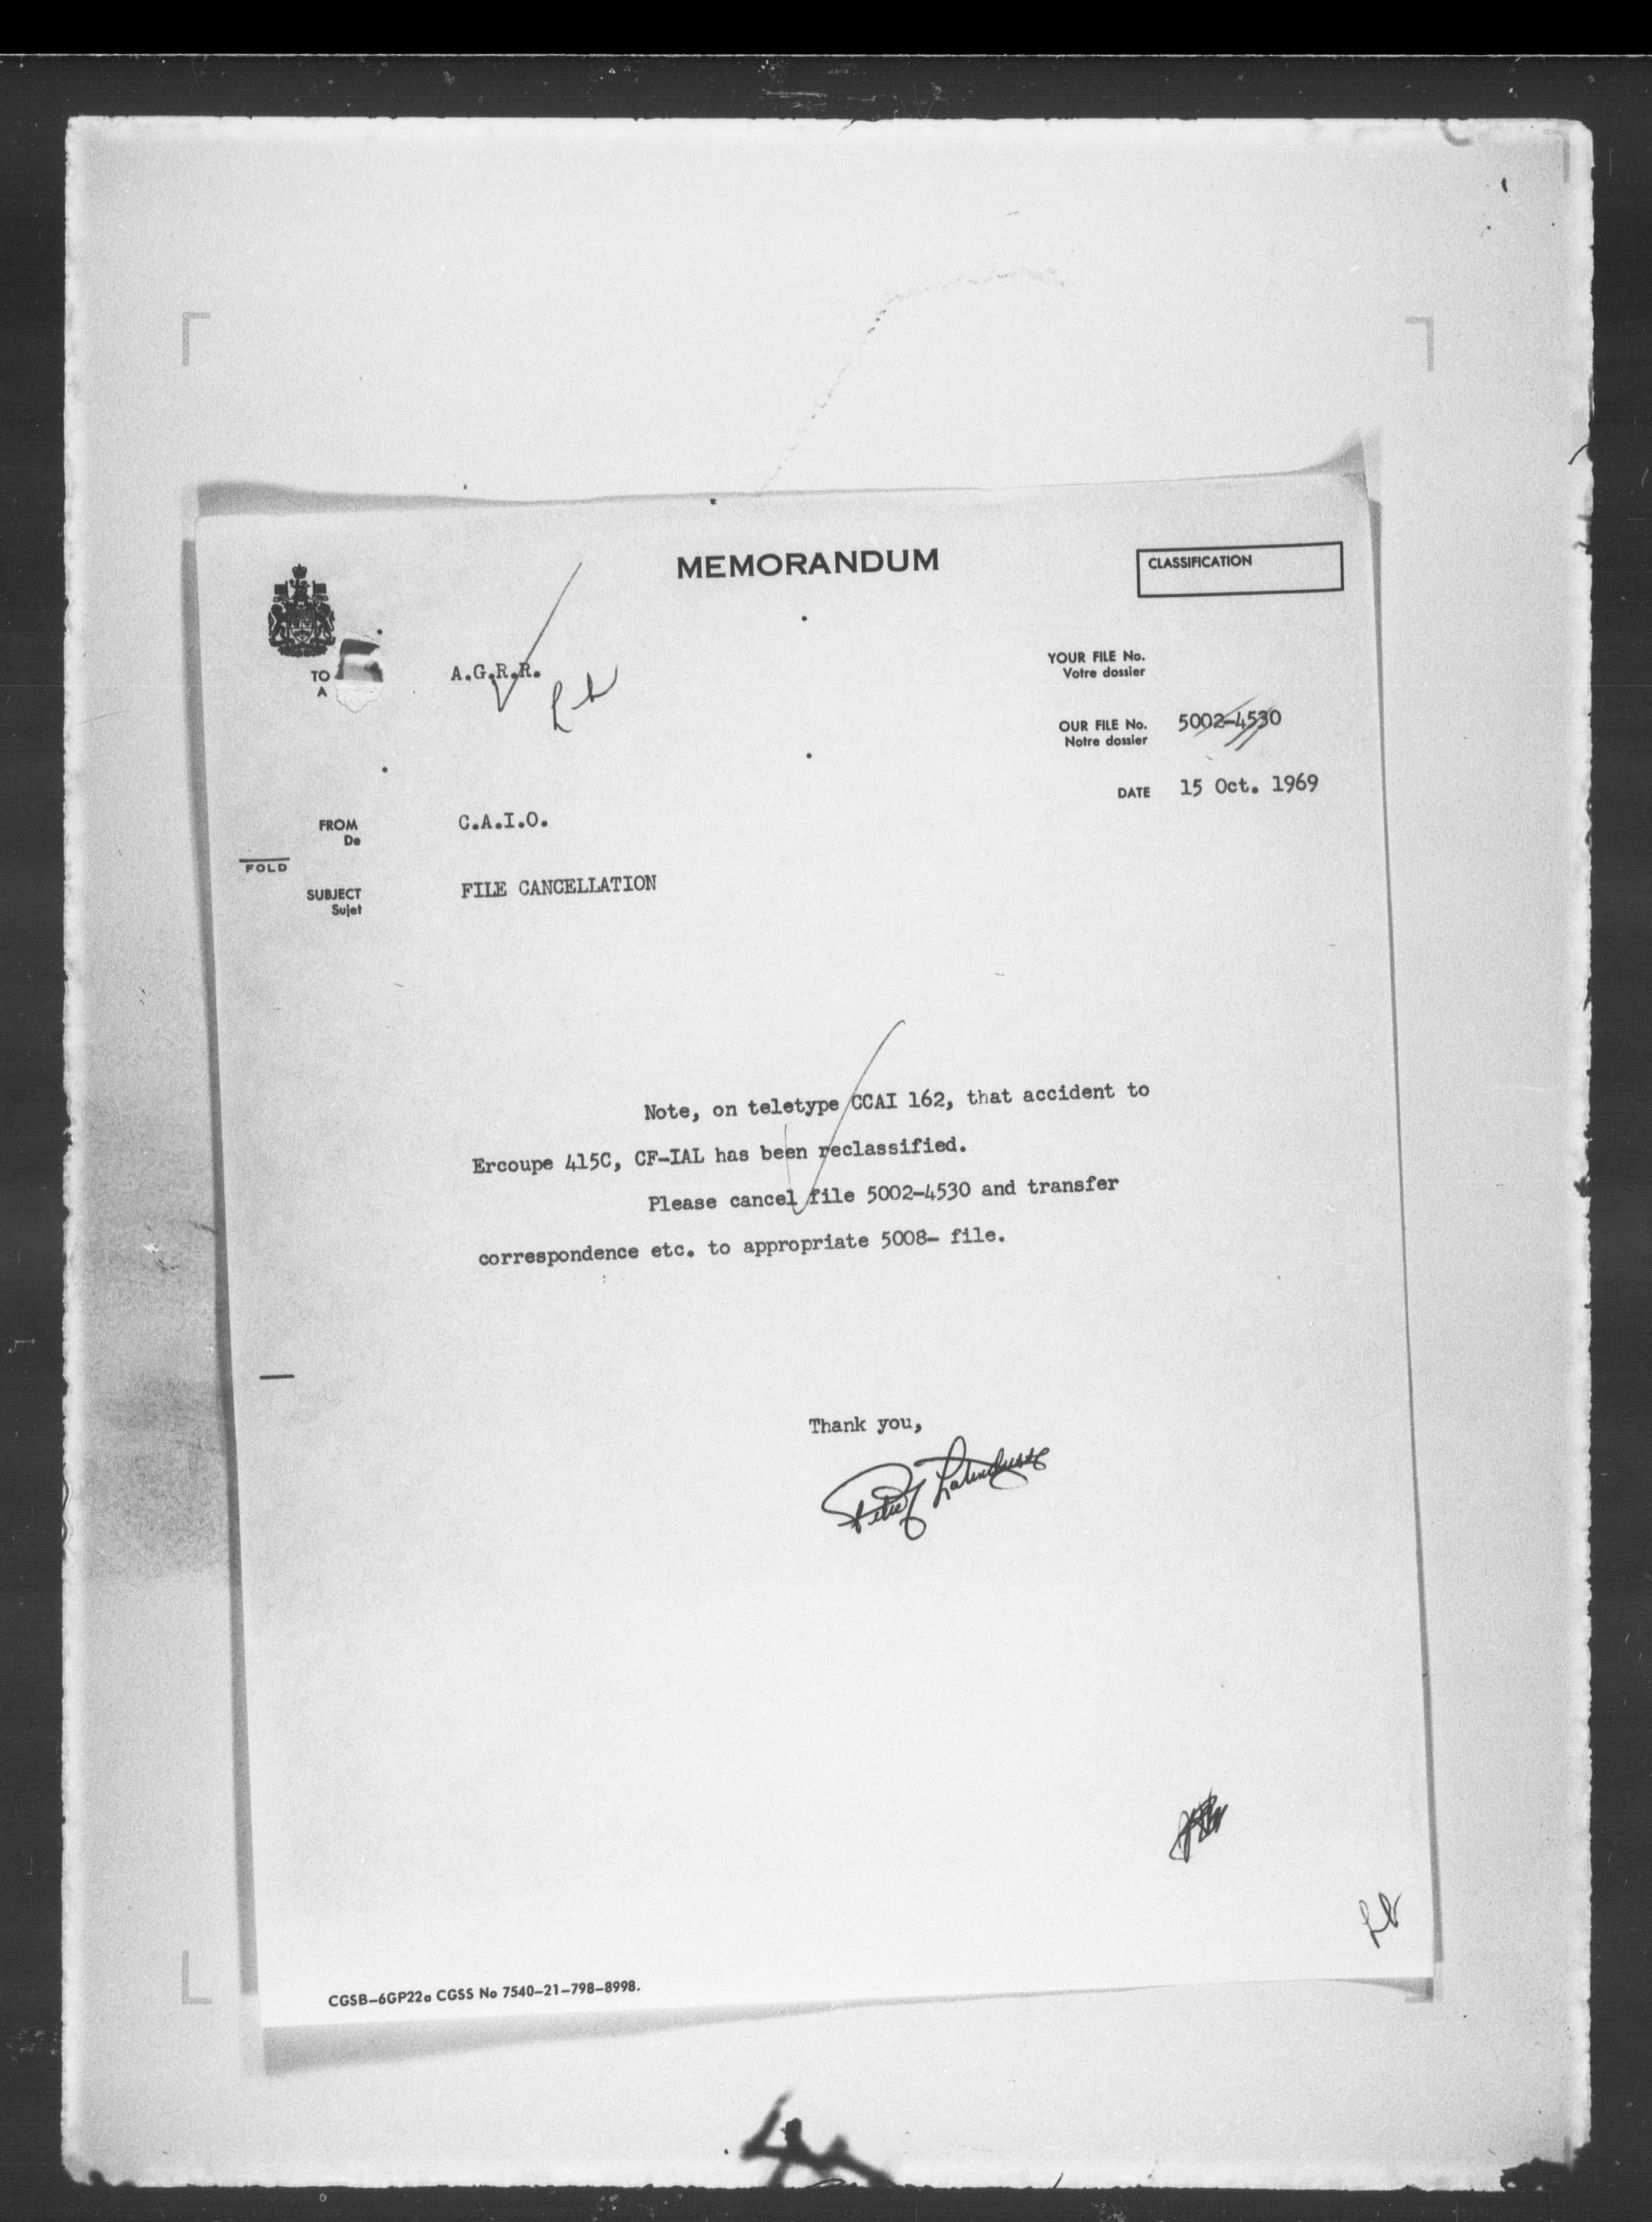 MEMORANDUM
CLASSIFICATION
TO
A
A.G.R.R.
YOUR FILE No.
Votre dossier
OUR FILE No.
Notre dossier
5002-4530
DATE 15 Oct. 1969
FROM
De
C.A.I.O.
FOLD
SUBJECT
Sujet
FILE CANCELLATION
Note, on teletype CCAI 162, that accident to
Ercoupe 415C, CF-IAL has been reclassified.
Please cancel file 5002-4530 and transfer
correspondence etc. to appropriate 5008- file.
Thank you,
CGSB-6GP22a CGSS No 7540-21-798-8998.